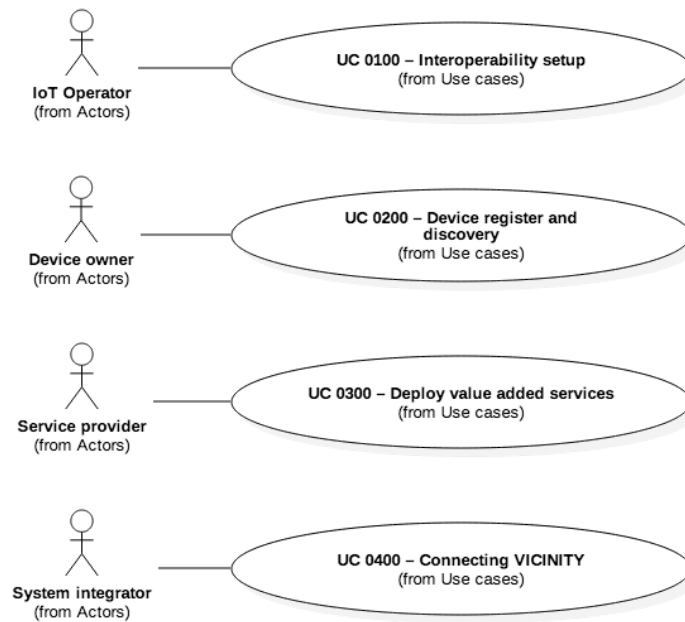 UC 0100 – Interoperability setup
(from Use cases)
IoT Operator
(from Actors)
UC 0200 – Device register and
discovery
(from Use cases)
Device owner
(from Actors)
UC 0300 – Deploy value added services
(from Use cases)
Service provider
(from Actors)
UC 0400 – Connecting VICINITY
(from Use cases)
System integrator
(from Actors)